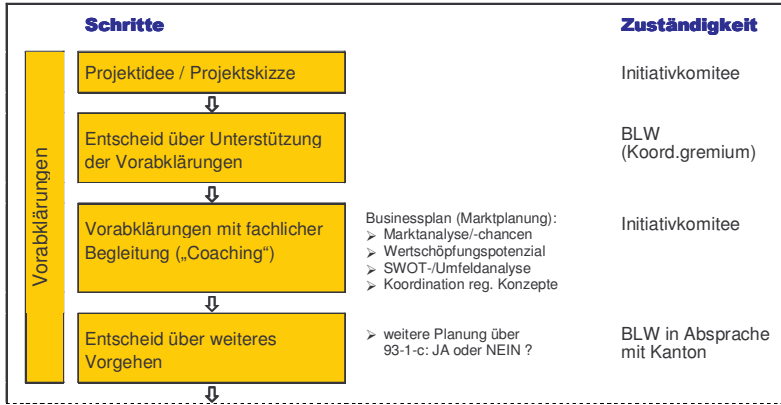 Schritte
Zuständigkeit
Vorabklärungen
Projektidee / Projektskizze
Initiativkomitee
Entscheid über Unterstützung
der Vorabklärungen
BLW
(Koord.gremium)
Vorabklärungen mit fachlicher
Begleitung („Coaching“)
Businessplan (Marktplanung):
➢ Marktanalyse/-chancen
➢ Wertschöpfungspotenzial
➢ SWOT-/Umfeldanalyse
➢ Koordination reg. Konzepte
Initiativkomitee
Entscheid über weiteres
Vorgehen
➢ weitere Planung über
93-1-c: JA oder NEIN ?
BLW in Absprache
mit Kanton